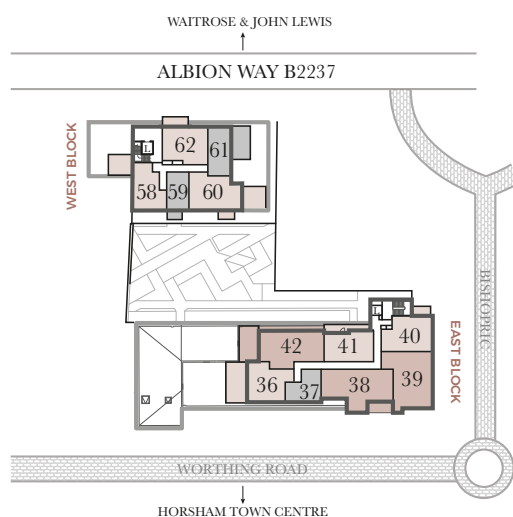 WAITROSE & JOHN LEWIS
ALBION WAY B2237
WEST BLOCK
L
62
61
58
59
60
BISHOPRIC
L
42
41
40
EAST BLOCK
36
37
38
39
WORTHING ROAD
HORSHAM TOWN CENTRE